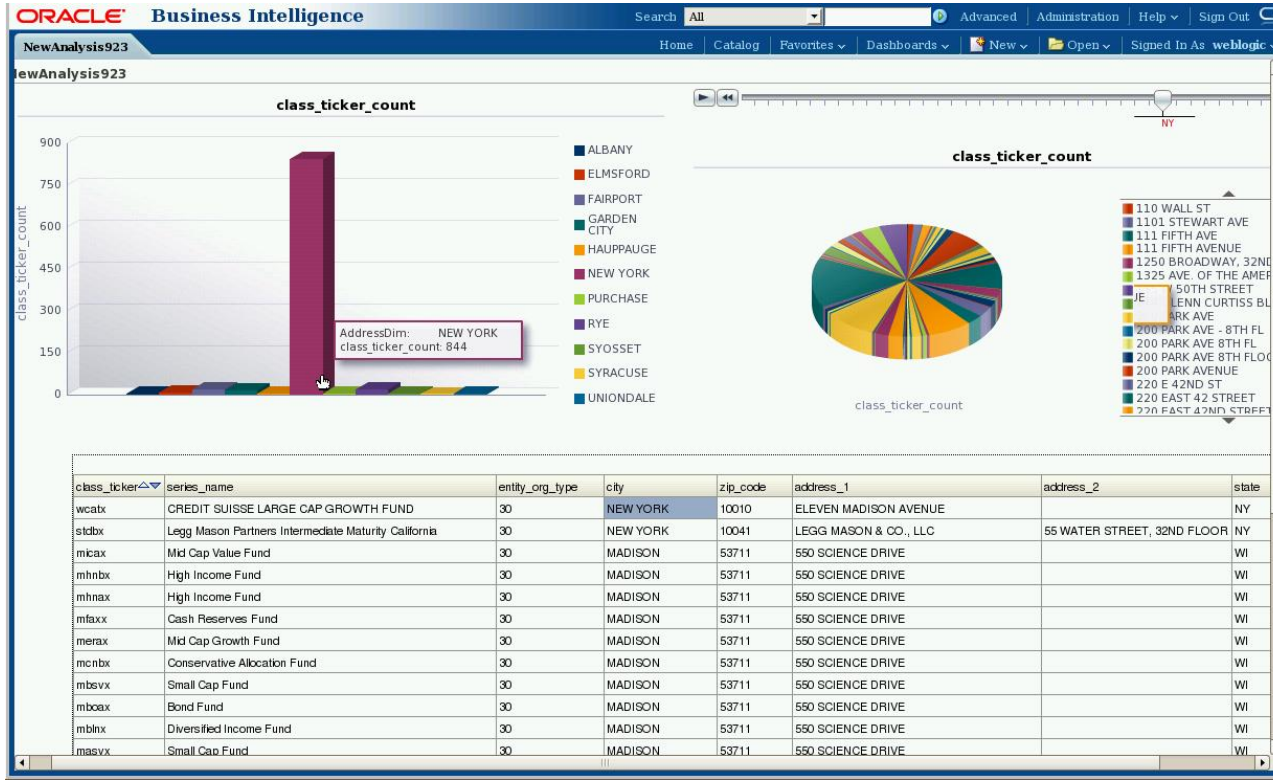 ORACLE Business Intelligence Search All Advanced Administration Help Sign Out
NewAnalysis923 Home Catalog Favorites Dashboards New Open Signed In As weblogic
lewAnalysis923
class_ticker_count
class_ticker_count
900
750
600
450
300
150
0
AddressDim: NEW YORK
class_ticker_count: 844
ALBANY
ELMSFORD
FAIRPORT
GARDEN
CITY
HAUPPAUGE
NEW YORK
PURCHASE
RYE
SYOSSET
SYRACUSE
UNIONDALE
NY
class_ticker_count
class_ticker_count
110 WALL ST
1101 STEWART AVE
111 FIFTH AVE
111 FIFTH AVENUE
1250 BROADWAY, 32ND
1325 AVE. OF THE AMER
50TH STREET
JE LENN CURTISS BL
ARK AVE
200 PARK AVE - 8TH FL
200 PARK AVE 8TH FL
200 PARK AVE 8TH FLOO
200 PARK AVENUE
220 E 42ND ST
220 EAST 42 STREET
220 EAST 42ND STREET
class_ticker series_name entity_org_type city zip_code address_1 address_2 state
wcatx CREDIT SUISSE LARGE CAP GROWTH FUND 30 NEW YORK 10010 ELEVEN MADISON AVENUE NY
stdbx Legg Mason Partners Intermediate Maturity California 30 NEW YORK 10041 LEGG MASON & CO., LLC 55 WATER STREET, 32ND FLOOR NY
micax Mid Cap Value Fund 30 MADISON 53711 550 SCIENCE DRIVE WI
mhnbx High Income Fund 30 MADISON 53711 550 SCIENCE DRIVE WI
mhnax High Income Fund 30 MADISON 53711 550 SCIENCE DRIVE WI
mfaxx Cash Reserves Fund 30 MADISON 53711 550 SCIENCE DRIVE WI
merax Mid Cap Growth Fund 30 MADISON 53711 550 SCIENCE DRIVE WI
mcnbx Conservative Allocation Fund 30 MADISON 53711 550 SCIENCE DRIVE WI
mbsvx Small Cap Fund 30 MADISON 53711 550 SCIENCE DRIVE WI
mboax Bond Fund 30 MADISON 53711 550 SCIENCE DRIVE WI
mblnx Diversified Income Fund 30 MADISON 53711 550 SCIENCE DRIVE WI
masvx Small Cap Fund 30 MADISON 53711 550 SCIENCE DRIVE WI